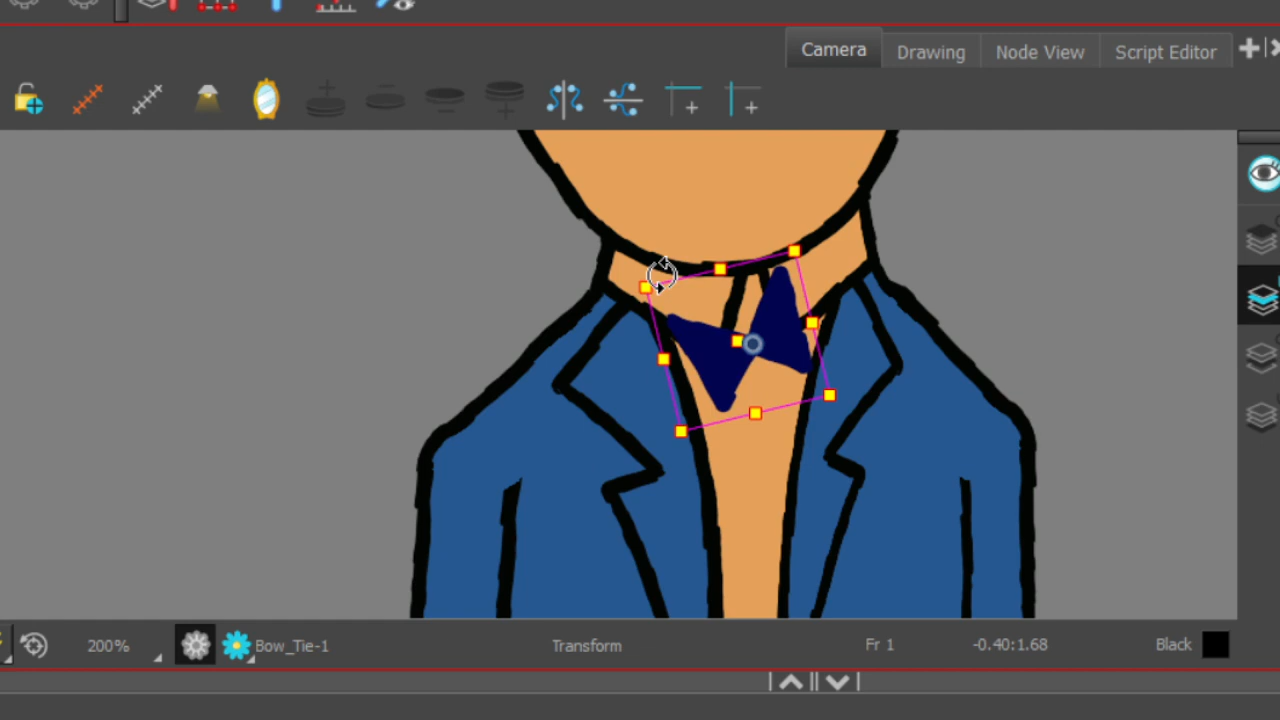 Camera Drawing Node View Script Editor
200% Bow_Tie-1 Transform Fr 1 -0.40:1.68 Black